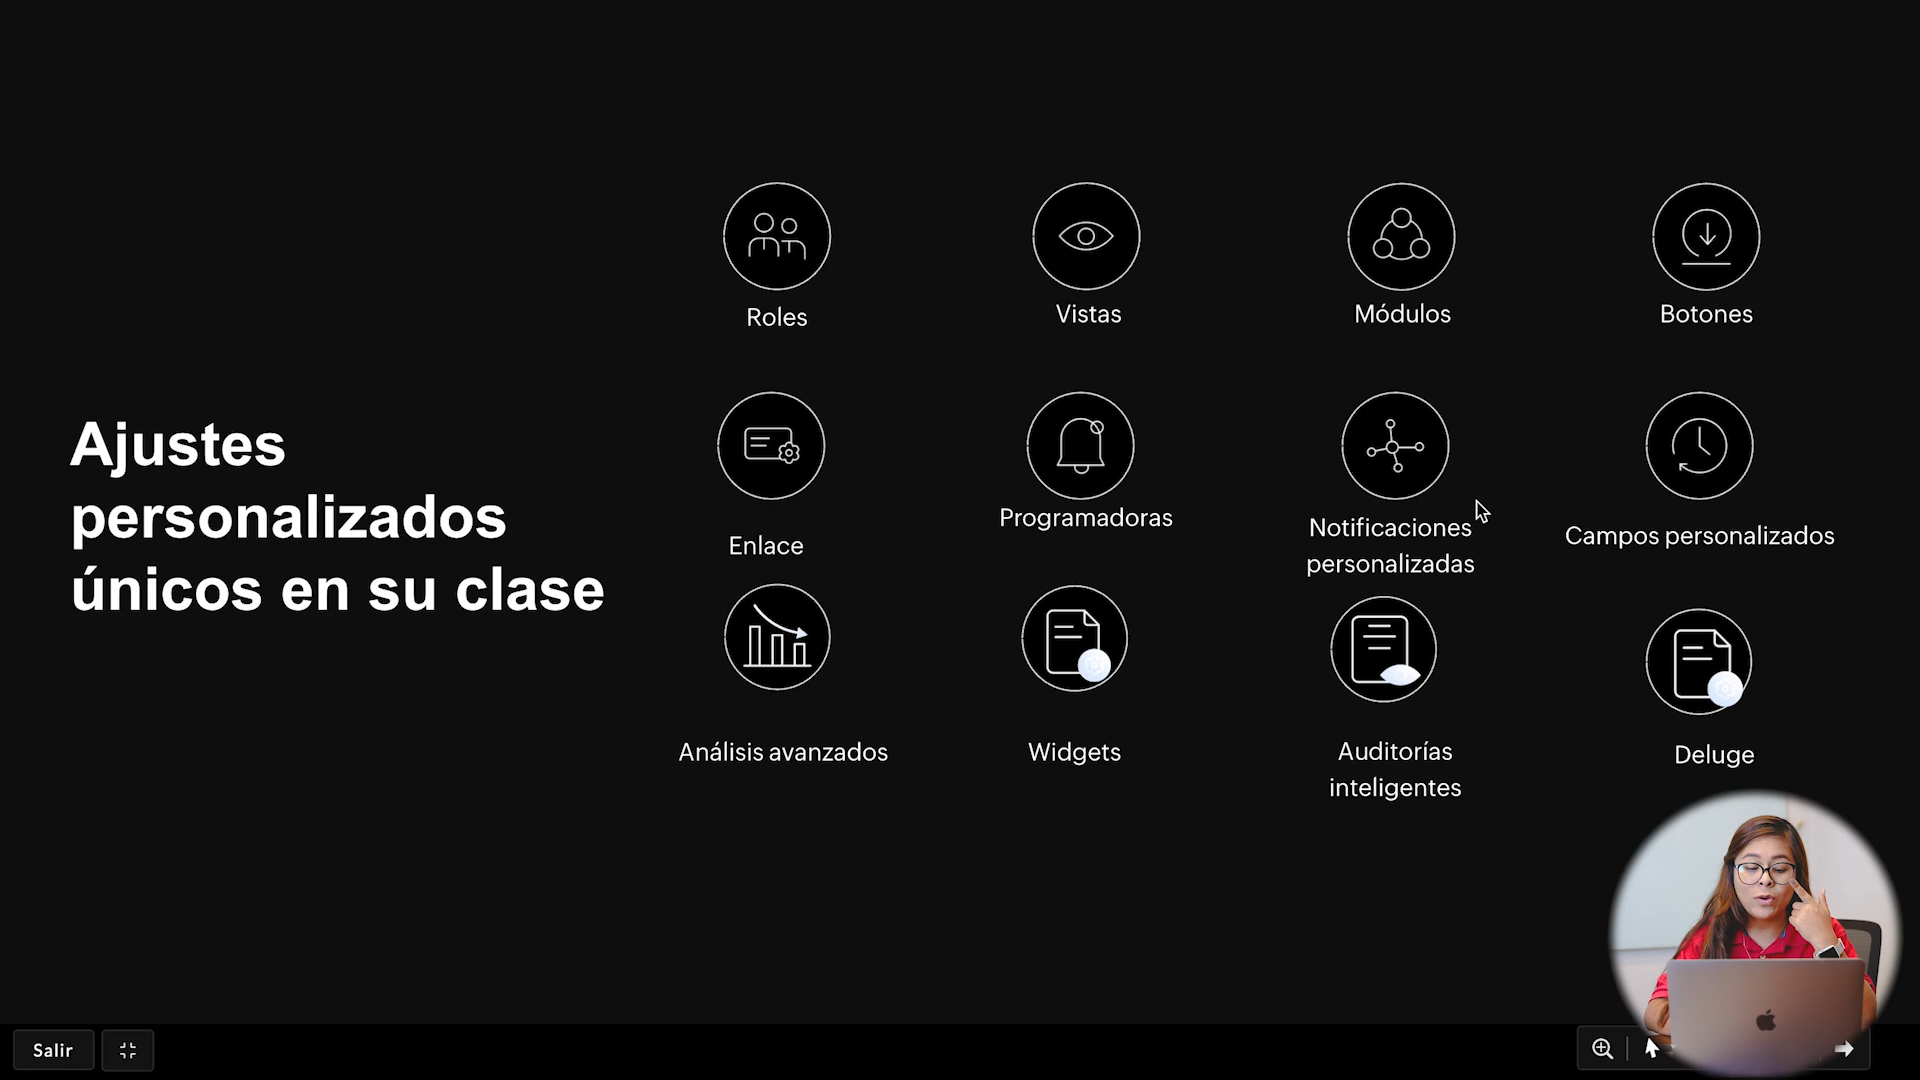 Ajustes
personalizados
únicos en su clase
Roles
Vistas
Módulos
Botones
Enlace
Programadoras
Notificaciones
personalizadas
Campos personalizados
Análisis avanzados
Widgets
Auditorías
inteligentes
Deluge
Salir